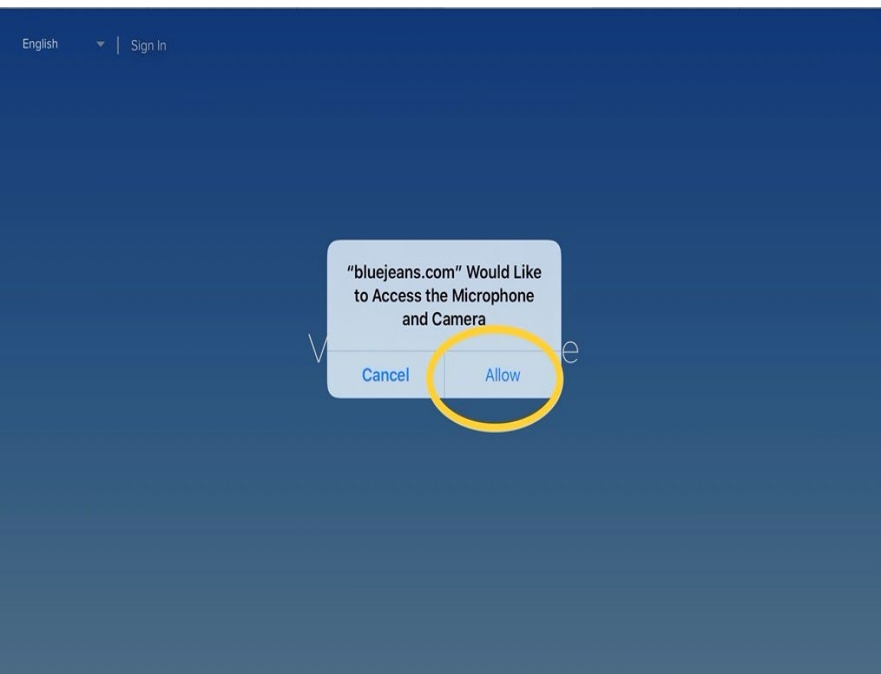 English
Sign In
"bluejeans.com" Would Like
to Access the Microphone
and Camera
Cancel
Allow